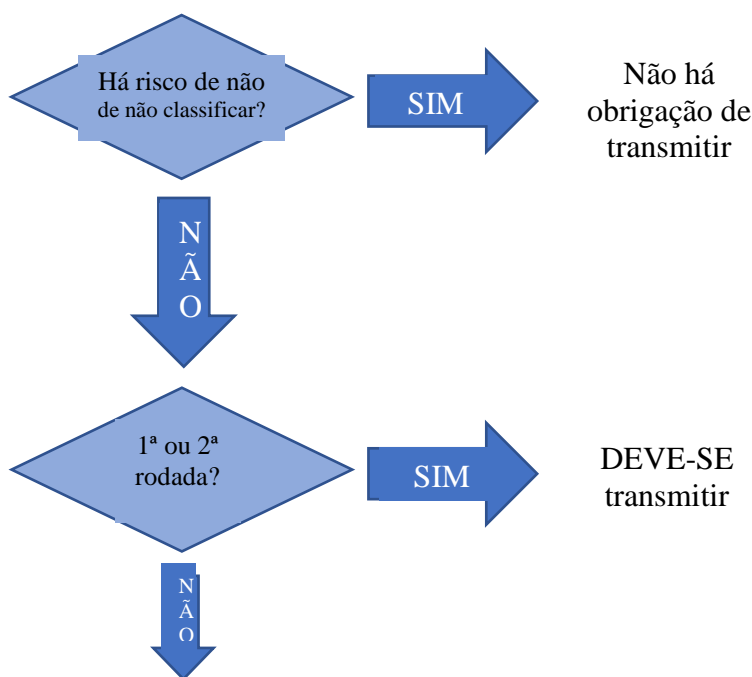 Há risco de não
de não classificar?
SIM
Não há
obrigação de
transmitir
N
Ã
O
1ª ou 2ª
rodada?
SIM
DEVE-SE
transmitir
N
Ã
O